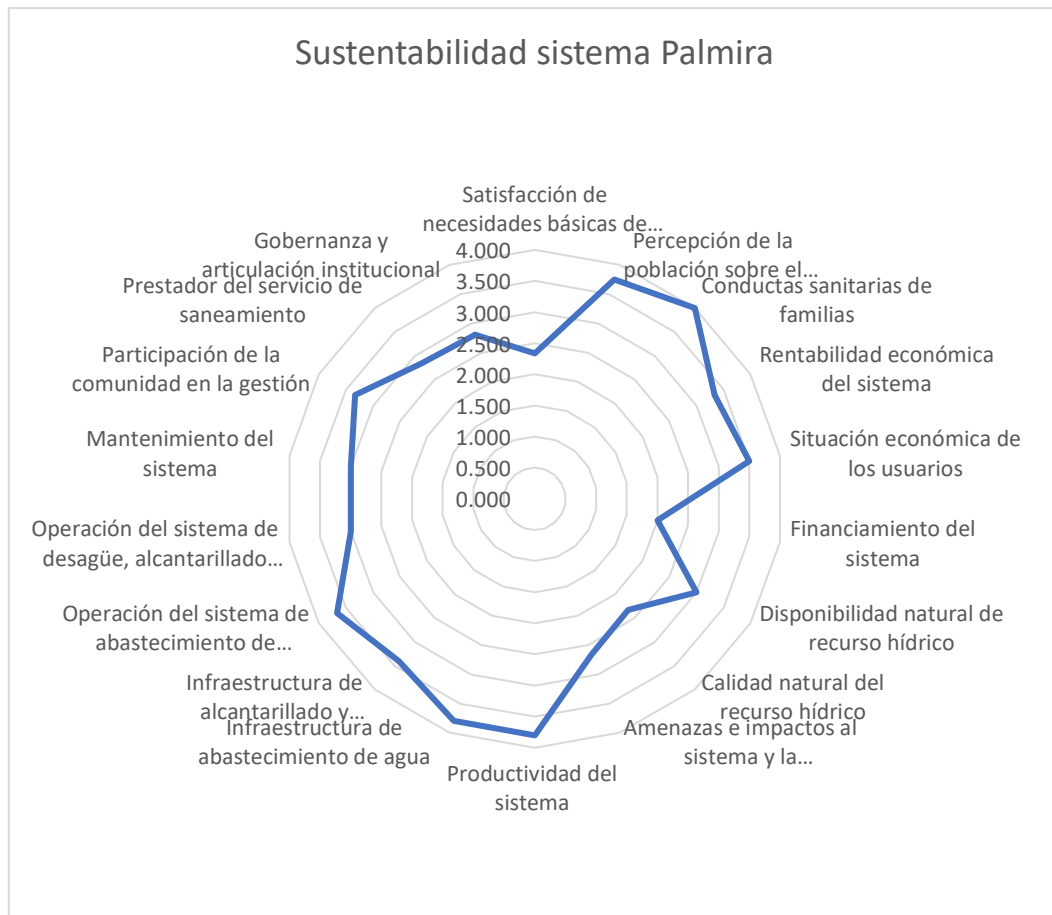 Sustentabilidad sistema Palmira
Satisfacción de
necesidades básicas de...
Percepción de la
población sobre el...
Conductas sanitarias de
familias
Rentabilidad económica
del sistema
Situación económica de
los usuarios
Financiamiento del
sistema
Disponibilidad natural de
recurso hídrico
Calidad natural del
recurso hídrico
Amenazas e impactos al
sistema y la...
Productividad del
sistema
Infraestructura de
abastecimiento de agua
Infraestructura de
alcantarillado y...
Operación del sistema de
abastecimiento de...
Operación del sistema de
desagüe, alcantarillado...
Mantenimiento del
sistema
Participación de la
comunidad en la gestión
Prestador del servicio de
saneamiento
Gobernanza y
articulación institucional
4.000
3.500
3.000
2.500
2.000
1.500
1.000
0.500
0.000